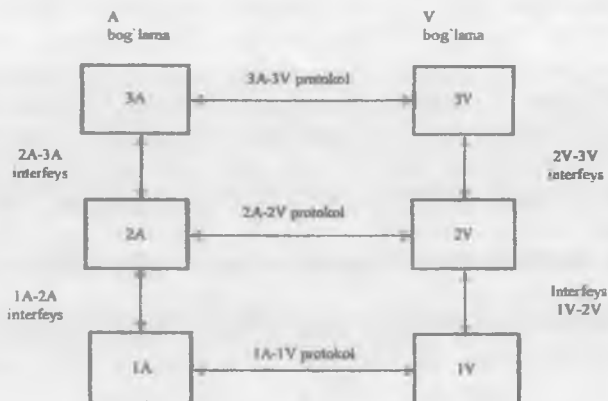 A
bog`lama
V
bog`lama
3A
3A-3V protokol
3V
2A-3A
interfeys
2V-3V
interfeys
2A
2A-2V protokol
2V
1A-2A
interfeys
Interfeys
1V-2V
1A
1A-1V protokol
1V